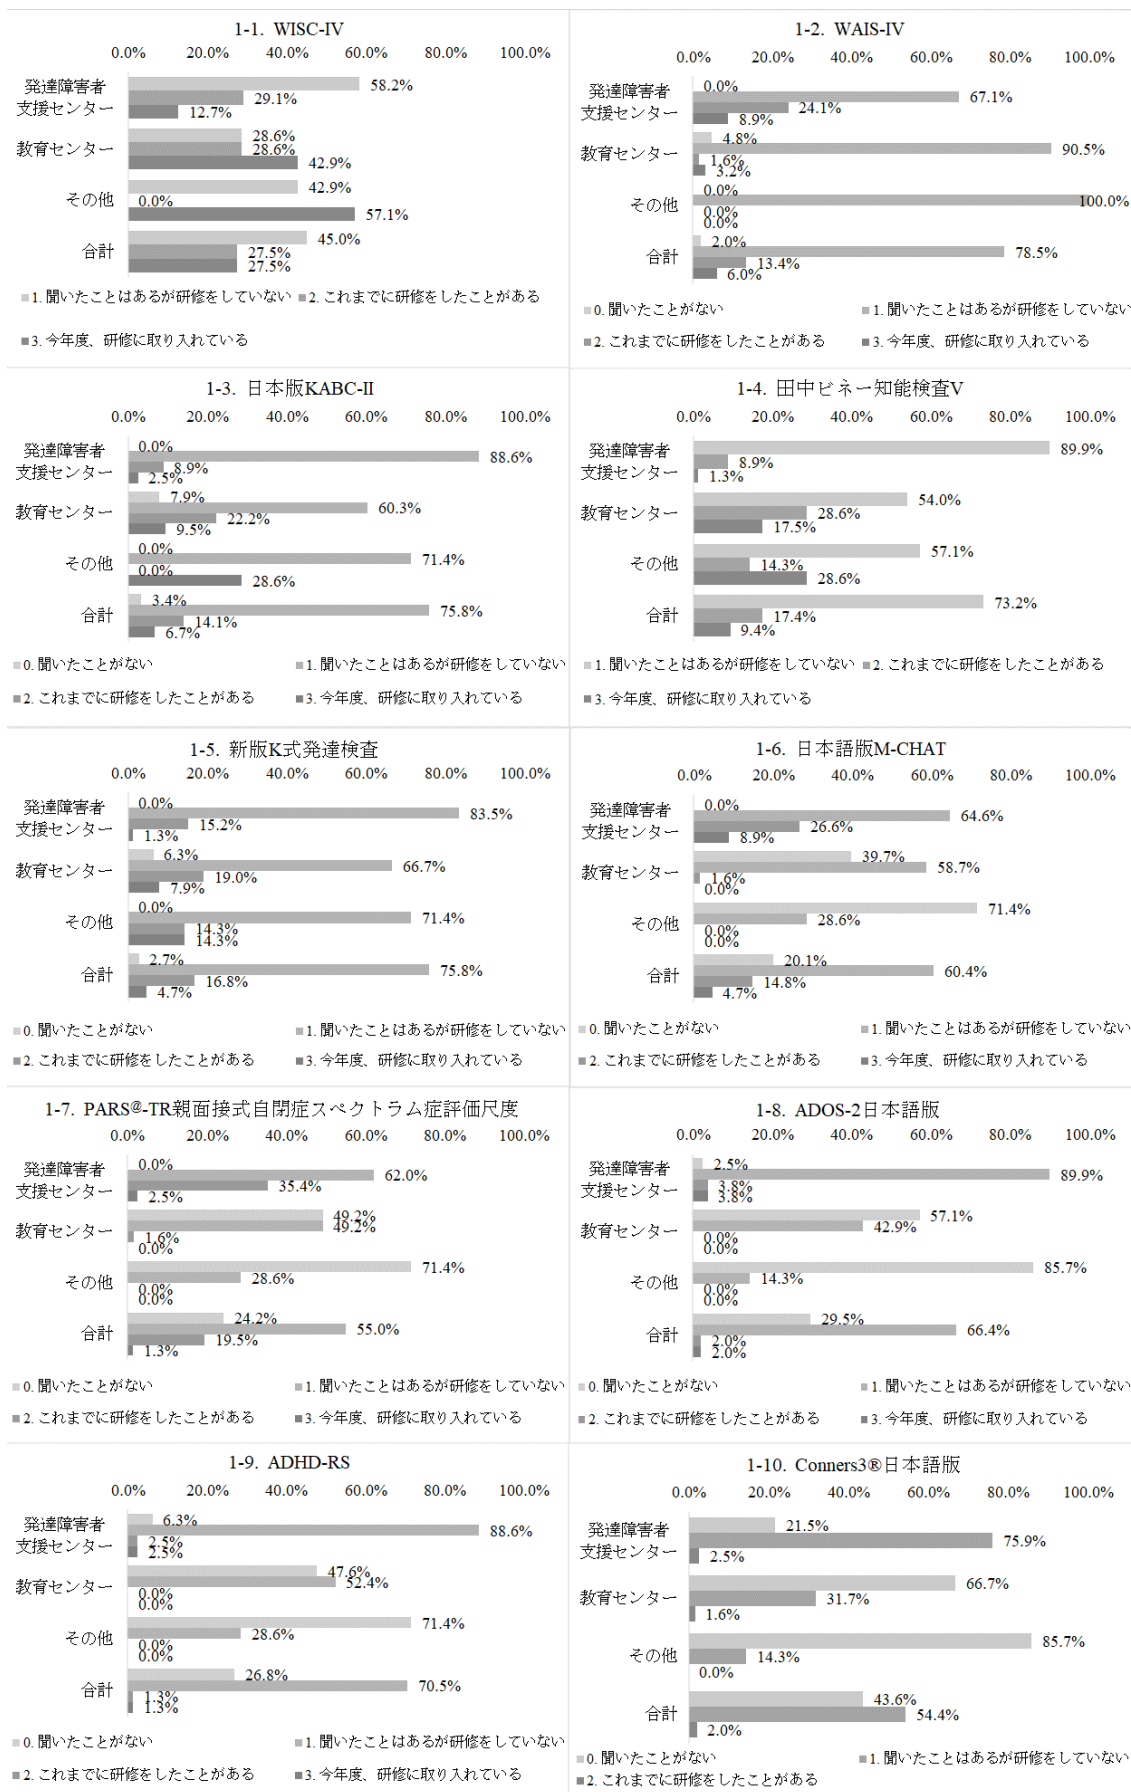 1-1. WISC-IV
0.0% 20.0% 40.0% 60.0% 80.0% 100.0%
発達障害者
支援センター
58.2%
29.1%
12.7%
教育センター
28.6%
28.6%
42.9%
その他
42.9%
0.0%
57.1%
合計
45.0%
27.5%
27.5%
1. 聞いたことはあるが研修をしていない 2. これまでに研修をしたことがある
3. 今年度、研修に取り入れている
1-2. WAIS-IV
0.0% 20.0% 40.0% 60.0% 80.0% 100.0%
発達障害者
支援センター
0.0%
67.1%
24.1%
8.9%
教育センター
4.8%
90.5%
1.6%
3.2%
その他
0.0%
100.0%
0.0%
0.0%
合計
2.0%
78.5%
13.4%
6.0%
0. 聞いたことがない 1. 聞いたことはあるが研修をしていない
2. これまでに研修をしたことがある 3. 今年度、研修に取り入れている
1-3. 日本版KABC-II
0.0% 20.0% 40.0% 60.0% 80.0% 100.0%
発達障害者
支援センター
0.0%
88.6%
8.9%
2.5%
教育センター
7.9%
60.3%
22.2%
9.5%
その他
0.0%
71.4%
0.0%
28.6%
合計
3.4%
75.8%
14.1%
6.7%
0. 聞いたことがない 1. 聞いたことはあるが研修をしていない
2. これまでに研修をしたことがある 3. 今年度、研修に取り入れている
1-4. 田中ビネー知能検査V
0.0% 20.0% 40.0% 60.0% 80.0% 100.0%
発達障害者
支援センター
89.9%
8.9%
1.3%
教育センター
54.0%
28.6%
17.5%
その他
57.1%
14.3%
28.6%
合計
73.2%
17.4%
9.4%
1. 聞いたことはあるが研修をしていない 2. これまでに研修をしたことがある
3. 今年度、研修に取り入れている
1-5. 新版K式発達検査
0.0% 20.0% 40.0% 60.0% 80.0% 100.0%
発達障害者
支援センター
0.0%
83.5%
15.2%
1.3%
教育センター
6.3%
66.7%
19.0%
7.9%
その他
0.0%
71.4%
14.3%
14.3%
合計
2.7%
75.8%
16.8%
4.7%
0. 聞いたことがない 1. 聞いたことはあるが研修をしていない
2. これまでに研修をしたことがある 3. 今年度、研修に取り入れている
1-6. 日本語版M-CHAT
0.0% 20.0% 40.0% 60.0% 80.0% 100.0%
発達障害者
支援センター
0.0%
64.6%
26.6%
8.9%
教育センター
39.7%
58.7%
1.6%
0.0%
その他
71.4%
28.6%
0.0%
0.0%
合計
20.1%
60.4%
14.8%
4.7%
0. 聞いたことがない 1. 聞いたことはあるが研修をしていない
2. これまでに研修をしたことがある 3. 今年度、研修に取り入れている
1-7. PARS@-TR親面接式自閉症スペクトラム症評価尺度
0.0% 20.0% 40.0% 60.0% 80.0% 100.0%
発達障害者
支援センター
0.0%
62.0%
35.4%
2.5%
教育センター
49.2%
49.2%
1.6%
0.0%
その他
71.4%
28.6%
0.0%
0.0%
合計
24.2%
55.0%
19.5%
1.3%
0. 聞いたことがない 1. 聞いたことはあるが研修をしていない
2. これまでに研修をしたことがある 3. 今年度、研修に取り入れている
1-8. ADOS-2日本語版
0.0% 20.0% 40.0% 60.0% 80.0% 100.0%
発達障害者
支援センター
2.5%
89.9%
3.8%
3.8%
教育センター
57.1%
42.9%
0.0%
0.0%
その他
85.7%
14.3%
0.0%
0.0%
合計
29.5%
66.4%
2.0%
2.0%
0. 聞いたことがない 1. 聞いたことはあるが研修をしていない
2. これまでに研修をしたことがある 3. 今年度、研修に取り入れている
1-9. ADHD-RS
0.0% 20.0% 40.0% 60.0% 80.0% 100.0%
発達障害者
支援センター
6.3%
88.6%
2.5%
2.5%
教育センター
47.6%
52.4%
0.0%
0.0%
その他
71.4%
28.6%
0.0%
0.0%
合計
26.8%
70.5%
1.3%
1.3%
0. 聞いたことがない 1. 聞いたことはあるが研修をしていない
2. これまでに研修をしたことがある 3. 今年度、研修に取り入れている
1-10. Conners3®日本語版
0.0% 20.0% 40.0% 60.0% 80.0% 100.0%
発達障害者
支援センター
21.5%
75.9%
2.5%
教育センター
66.7%
31.7%
1.6%
その他
85.7%
14.3%
0.0%
合計
43.6%
54.4%
2.0%
0. 聞いたことがない 1. 聞いたことはあるが研修をしていない
2. これまでに研修をしたことがある